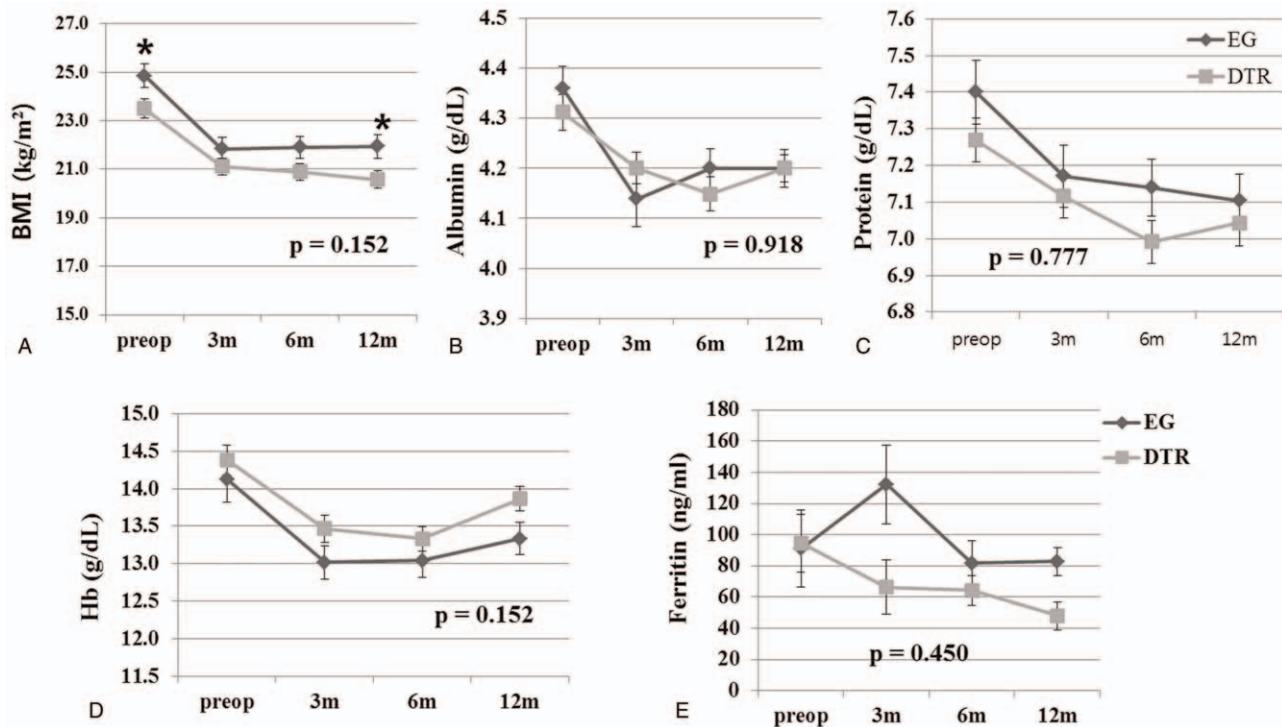 27.0
25.0
23.0
21.0
19.0
17.0
15.0
BMI (kg/m²)
*
*
p = 0.152
preop 3m 6m 12m
A
4.5
4.4
4.3
4.2
4.1
4.0
3.9
Albumin (g/dL)
p = 0.918
preop 3m 6m 12m
B
7.6
7.5
7.4
7.3
7.2
7.1
7.0
6.9
6.8
Protein (g/dL)
EG
DTR
p = 0.777
preop 3m 6m 12m
C
15.0
14.5
14.0
13.5
13.0
12.5
12.0
11.5
Hb (g/dL)
p = 0.152
preop 3m 6m 12m
D
180
160
140
120
100
80
60
40
20
0
Ferritin (ng/ml)
EG
DTR
p = 0.450
preop 3m 6m 12m
E